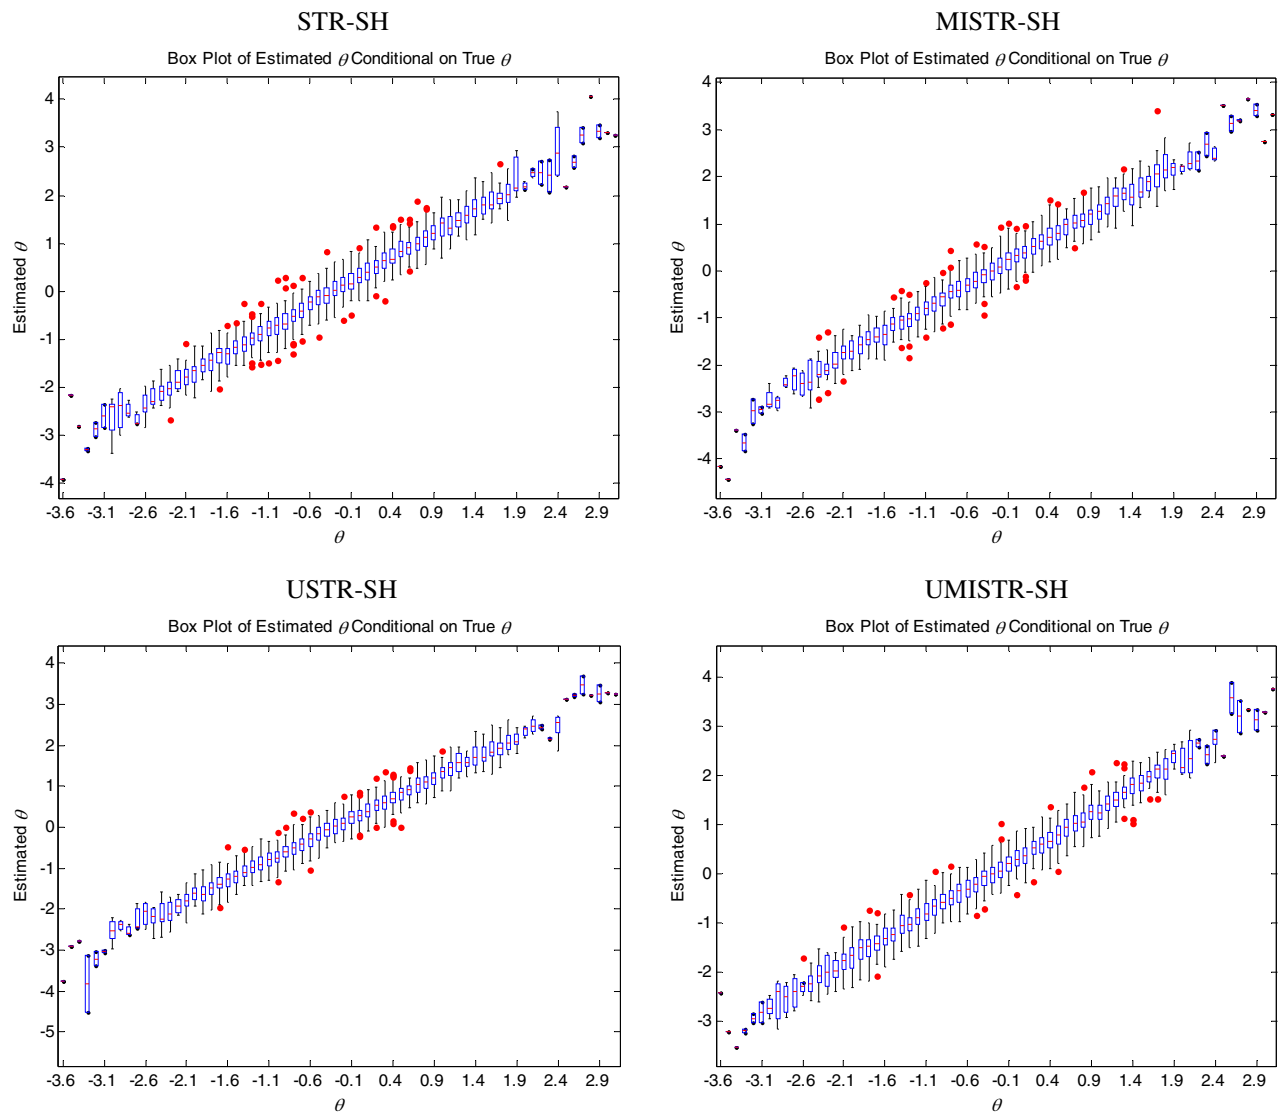 STR-SH
Box Plot of Estimated θ Conditional on True θ
4
3
2
1
0
-1
-2
-3
-4
Estimated θ
-3.6 -3.1 -2.6 -2.1 -1.6 -1.1 -0.6 -0.1 0.4 0.9 1.4 1.9 2.4 2.9
θ
MISTR-SH
Box Plot of Estimated θ Conditional on True θ
4
3
2
1
0
-1
-2
-3
-4
Estimated θ
-3.6 -3.1 -2.6 -2.1 -1.6 -1.1 -0.6 -0.1 0.4 0.9 1.4 1.9 2.4 2.9
θ
USTR-SH
Box Plot of Estimated θ Conditional on True θ
4
3
2
1
0
-1
-2
-3
-4
-5
Estimated θ
-3.6 -3.1 -2.6 -2.1 -1.6 -1.1 -0.6 -0.1 0.4 0.9 1.4 1.9 2.4 2.9
θ
UMISTR-SH
Box Plot of Estimated θ Conditional on True θ
4
3
2
1
0
-1
-2
-3
Estimated θ
-3.6 -3.1 -2.6 -2.1 -1.6 -1.1 -0.6 -0.1 0.4 0.9 1.4 1.9 2.4 2.9
θ